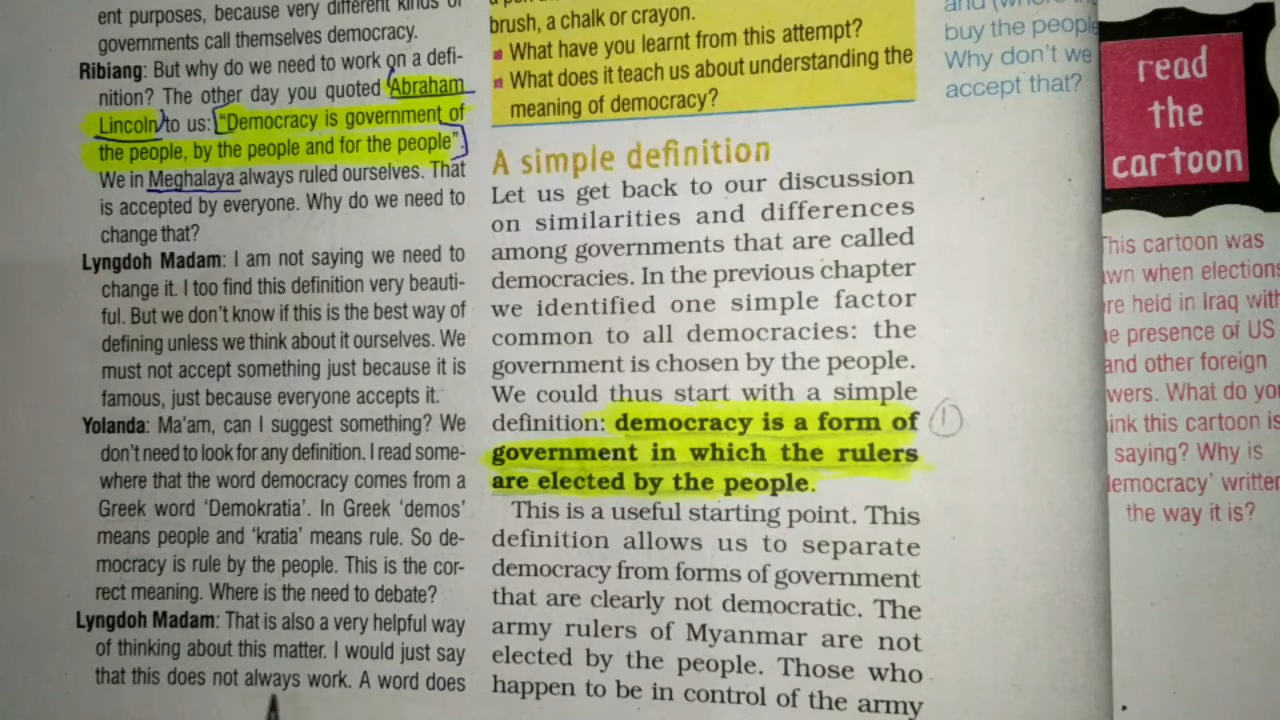 ent purposes, because very different kinds of
governments call themselves democracy.
Ribiang: But why do we need to work on a defi-
nition? The other day you quoted Abraham
Lincoln to us: "Democracy is government of
the people, by the people and for the people".
We in Meghalaya always ruled ourselves. That
is accepted by everyone. Why do we need to
change that?
Lyngdoh Madam: I am not saying we need to
change it. I too find this definition very beauti-
ful. But we don't know if this is the best way of
defining unless we think about it ourselves. We
must not accept something just because it is
famous, just because everyone accepts it.
Yolanda: Ma'am, can I suggest something? We
don't need to look for any definition. I read some-
where that the word democracy comes from a
Greek word 'Demokratia'. In Greek 'demos'
means people and 'kratia' means rule. So de-
mocracy is rule by the people. This is the cor-
rect meaning. Where is the need to debate?
Lyngdoh Madam: That is also a very helpful way
of thinking about this matter. I would just say
that this does not always work. A word does
brush, a chalk or crayon.
What have you learnt from this attempt?
What does it teach us about understanding the
meaning of democracy?
A simple definition
Let us get back to our discussion
on similarities and differences
among governments that are called
democracies. In the previous chapter
we identified one simple factor
common to all democracies: the
government is chosen by the people.
We could thus start with a simple
definition: democracy is a form of
government in which the rulers
are elected by the people.
1
This is a useful starting point. This
definition allows us to separate
democracy from forms of government
that are clearly not democratic. The
army rulers of Myanmar are not
elected by the people. Those who
happen to be in control of the army
buy the people
Why don't we
accept that?
read
the
cartoon
This cartoon was
wn when elections
re held in Iraq with
e presence of US
and other foreign
wers. What do you
ink this cartoon is
saying? Why is
democracy' written
the way it is?